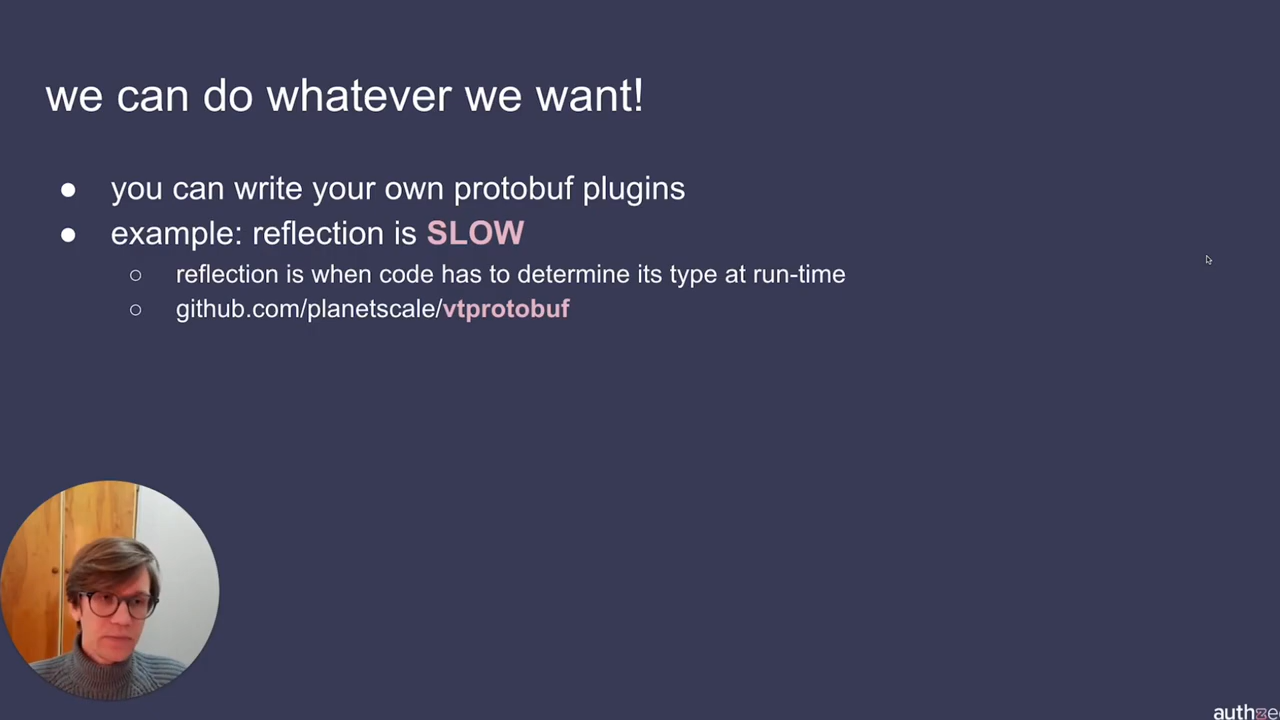 we can do whatever we want!
● you can write your own protobuf plugins
● example: reflection is SLOW
○ reflection is when code has to determine its type at run-time
○ github.com/planetscale/vtprotobuf
authze